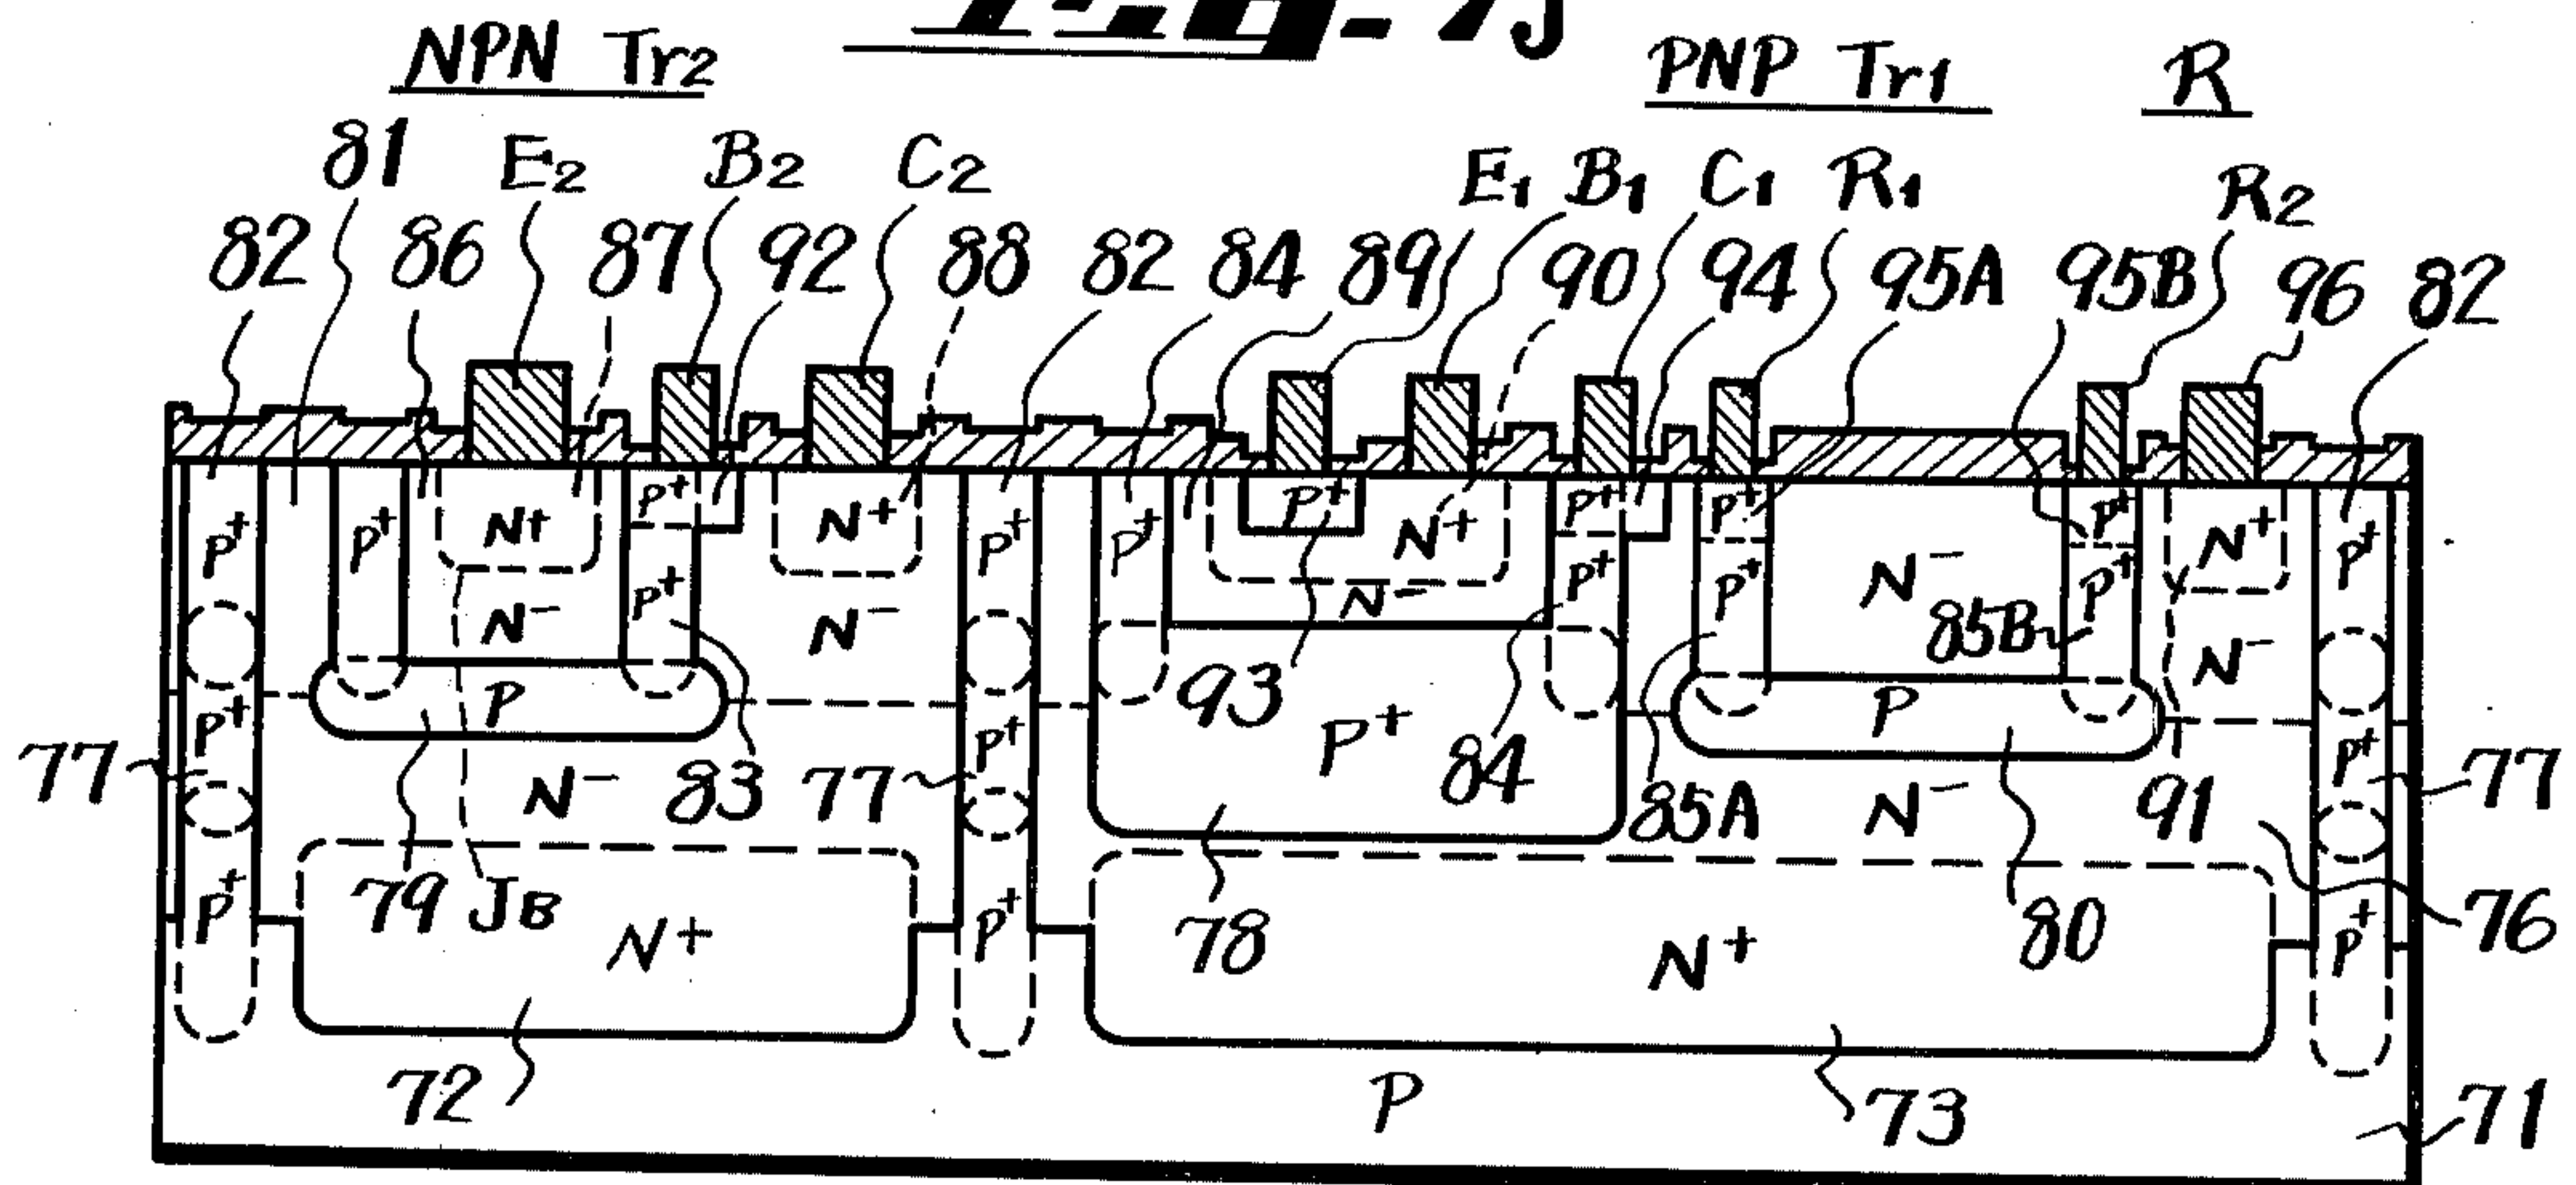 NPN Tr2 PNP Tr1 R
81 E2 B2 C2 E1 B1 C1 R1 R2
82 86 87 92 88 82 84 89 90 94 95A 95B 96 82
P+ P+ N+ P+ N+ P+ P+ P+ N+ P+ P+ P+ N+ P+
N- P+ N- N- P+ P+ N- P+ N-
85B
P+ P P+ 93 P+ P P+
77 N- 83 77 84 85A N- 91 77
P+ 79 JB N+ P+ 78 N+ 80 P+ 76
72 P 73 71